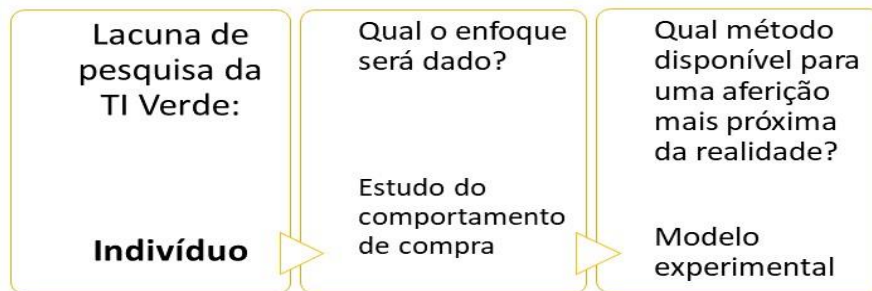 Lacuna de
pesquisa da
TI Verde:
Indivíduo
Qual o enfoque
será dado?
Estudo do
comportamento
de compra
Qual método
disponível para
uma aferição
mais próxima
da realidade?
Modelo
experimental